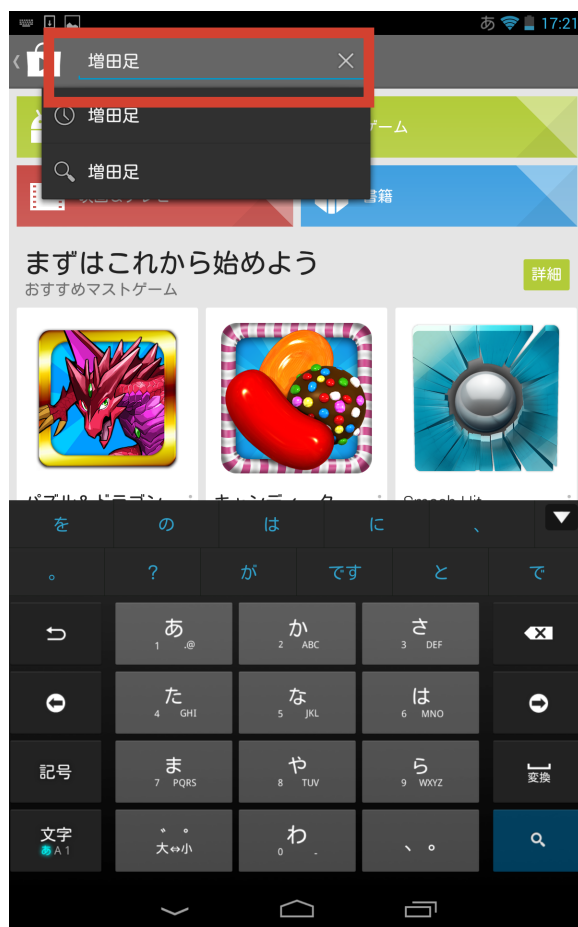 あ 17:21
増田足
増田足
ゲーム
増田足
書籍
まずはこれから始めよう
おすすめマストゲーム
詳細
を の は に 、
。 ? が です と で
あ か さ
1 .@ 2 ABC 3 DEF
た な は
4 GHI 5 JKL 6 MNO
記号 ま や ら
7 PQRS 8 TUV 9 WXYZ 変換
文字 ゛ ゜ わ 、 。
あ A 1 大⇔小 0 -